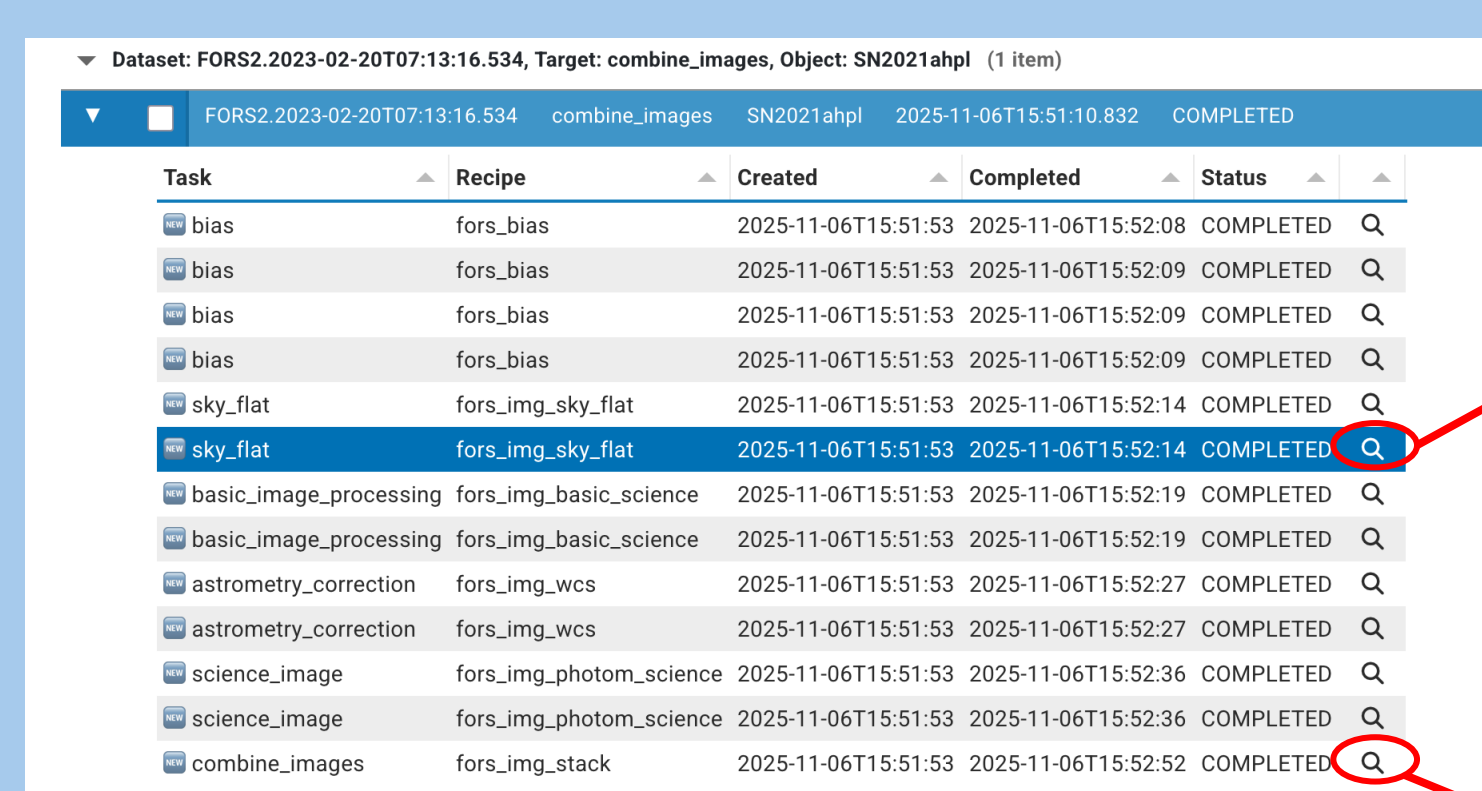 Dataset: FORS2.2023-02-20T07:13:16.534, Target: combine_images, Object: SN2021ahpl (1 item)
FORS2.2023-02-20T07:13:16.534 combine_images SN2021ahpl 2025-11-06T15:51:10.832 COMPLETED
Task Recipe Created Completed Status
NEW bias fors_bias 2025-11-06T15:51:53 2025-11-06T15:52:08 COMPLETED
NEW bias fors_bias 2025-11-06T15:51:53 2025-11-06T15:52:09 COMPLETED
NEW bias fors_bias 2025-11-06T15:51:53 2025-11-06T15:52:09 COMPLETED
NEW bias fors_bias 2025-11-06T15:51:53 2025-11-06T15:52:09 COMPLETED
NEW sky_flat fors_img_sky_flat 2025-11-06T15:51:53 2025-11-06T15:52:14 COMPLETED
NEW sky_flat fors_img_sky_flat 2025-11-06T15:51:53 2025-11-06T15:52:14 COMPLETED
NEW basic_image_processing fors_img_basic_science 2025-11-06T15:51:53 2025-11-06T15:52:19 COMPLETED
NEW basic_image_processing fors_img_basic_science 2025-11-06T15:51:53 2025-11-06T15:52:19 COMPLETED
NEW astrometry_correction fors_img_wcs 2025-11-06T15:51:53 2025-11-06T15:52:27 COMPLETED
NEW astrometry_correction fors_img_wcs 2025-11-06T15:51:53 2025-11-06T15:52:27 COMPLETED
NEW science_image fors_img_photom_science 2025-11-06T15:51:53 2025-11-06T15:52:36 COMPLETED
NEW science_image fors_img_photom_science 2025-11-06T15:51:53 2025-11-06T15:52:36 COMPLETED
NEW combine_images fors_img_stack 2025-11-06T15:51:53 2025-11-06T15:52:52 COMPLETED